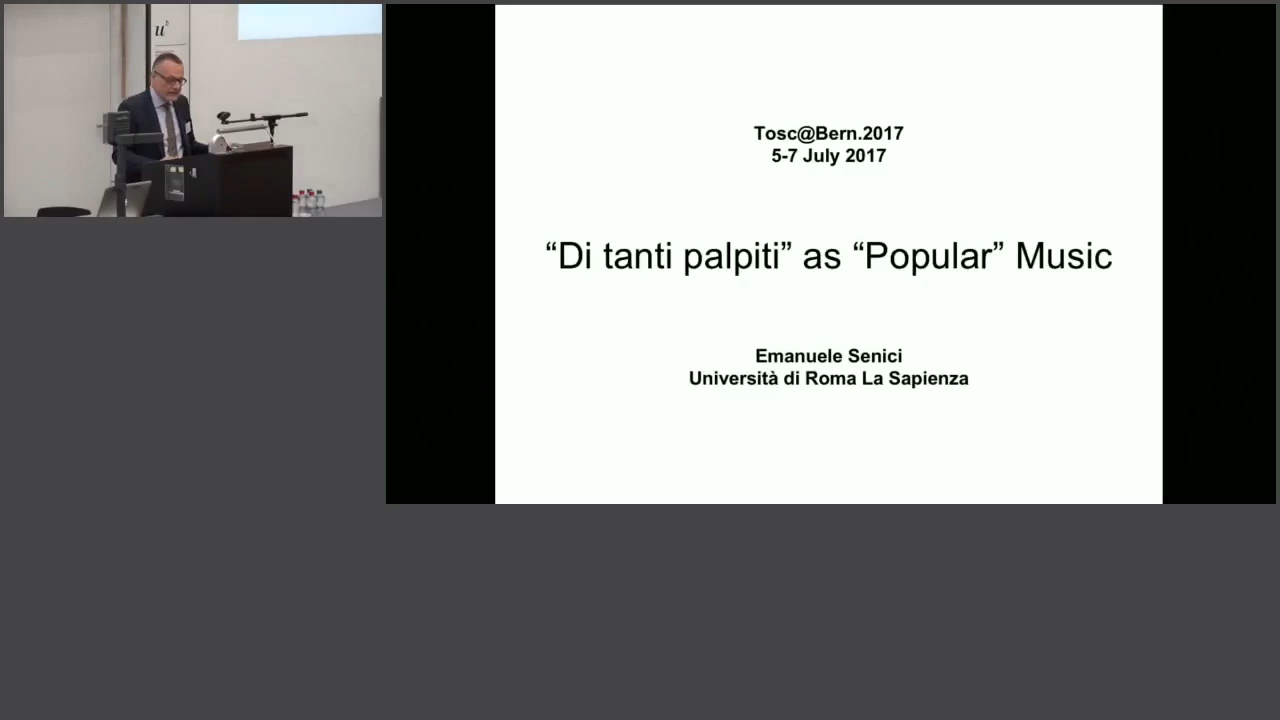 u
Tosc@Bern.2017
5-7 July 2017
“Di tanti palpiti” as “Popular” Music
Emanuele Senici
Università di Roma La Sapienza